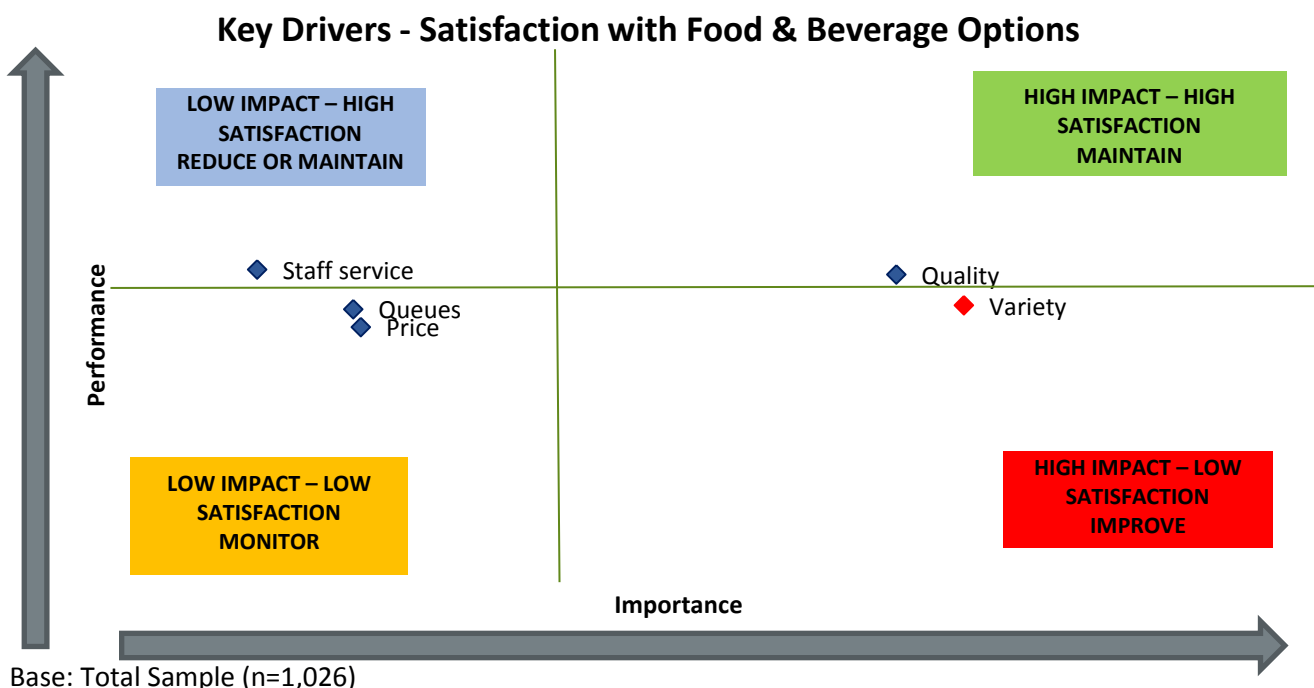 Key Drivers - Satisfaction with Food & Beverage Options
LOW IMPACT – HIGH
SATISFACTION
REDUCE OR MAINTAIN
HIGH IMPACT – HIGH
SATISFACTION
MAINTAIN
Performance
Staff service
Quality
Queues
Variety
Price
LOW IMPACT – LOW
SATISFACTION
MONITOR
HIGH IMPACT – LOW
SATISFACTION
IMPROVE
Importance
Base: Total Sample (n=1,026)